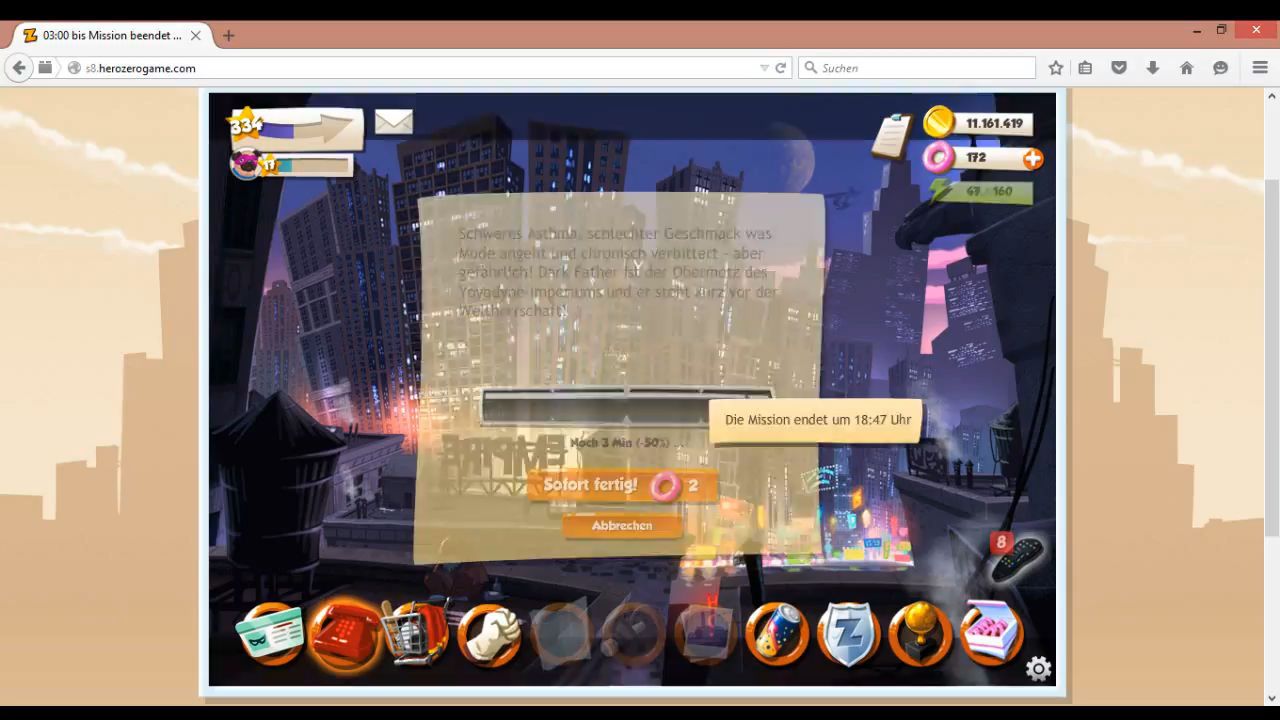 03:00 bis Mission beendet ...
s8.herozerogame.com
Suchen
334
11.161.419
172
17
67 / 160
Schweres Asthma, schlechter Geschmack was
Mode angeht und chronisch verbittert - aber
gefährlich! Dark Father ist der Obermotz des
Yoyodyne-Imperiums und er steht kurz vor der
Weltherrschaft!
Die Mission endet um 18:47 Uhr
Noch 3 Min (-50%) ...
EMPIRE
Sofort fertig! 2
Abbrechen
8
Z